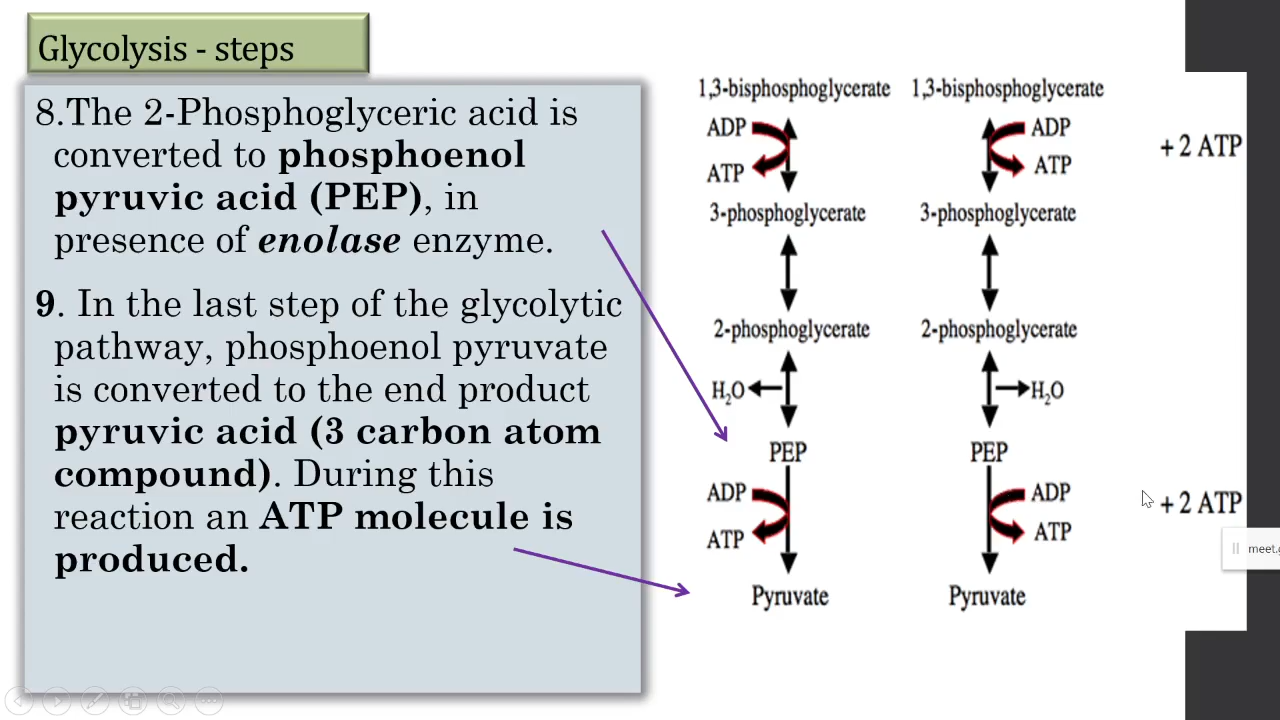 Glycolysis - steps
8.The 2-Phosphoglyceric acid is
converted to phosphoenol
pyruvic acid (PEP), in
presence of enolase enzyme.
9. In the last step of the glycolytic
pathway, phosphoenol pyruvate
is converted to the end product
pyruvic acid (3 carbon atom
compound). During this
reaction an ATP molecule is
produced.
1,3-bisphosphoglycerate 1,3-bisphosphoglycerate
ADP ADP
+ 2 ATP
ATP ATP
3-phosphoglycerate 3-phosphoglycerate
2-phosphoglycerate 2-phosphoglycerate
H₂O H₂O
PEP PEP
ADP ADP
+ 2 ATP
ATP ATP
Pyruvate Pyruvate
meet.g